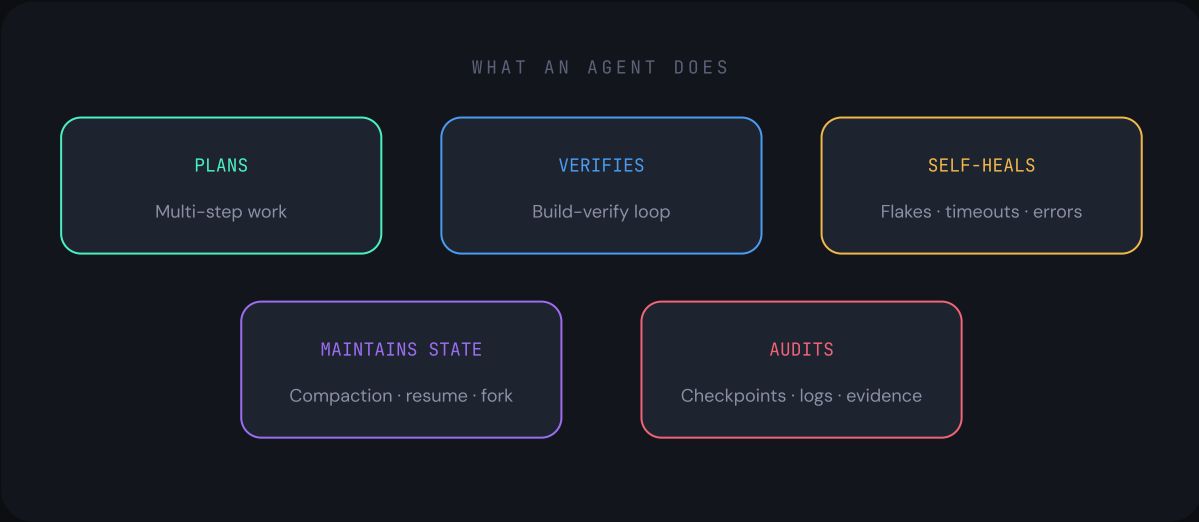 WHAT AN AGENT DOES
PLANS
Multi-step work
VERIFIES
Build-verify loop
SELF-HEALS
Flakes · timeouts · errors
MAINTAINS STATE
Compaction · resume · fork
AUDITS
Checkpoints · logs · evidence